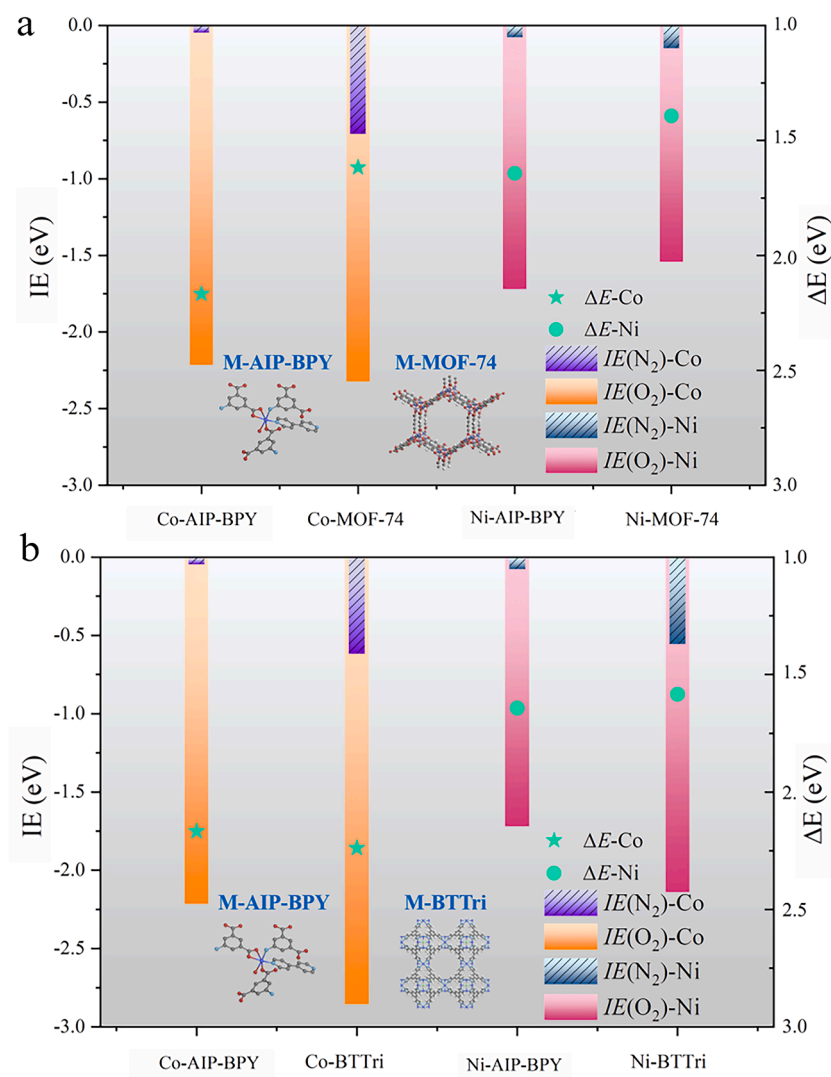 a
0.0
-0.5
-1.0
-1.5
-2.0
-2.5
-3.0
IE (eV)
1.0
1.5
2.0
2.5
3.0
ΔE (eV)
ΔE-Co
ΔE-Ni
IE(N₂)-Co
IE(O₂)-Co
IE(N₂)-Ni
IE(O₂)-Ni
M-AIP-BPY
M-MOF-74
Co-AIP-BPY
Co-MOF-74
Ni-AIP-BPY
Ni-MOF-74
b
0.0
-0.5
-1.0
-1.5
-2.0
-2.5
-3.0
IE (eV)
1.0
1.5
2.
2.5
3.0
ΔE (eV)
ΔE-Co
ΔE-Ni
IE(N₂)-Co
IE(O₂)-Co
IE(N₂)-Ni
IE(O₂)-Ni
M-AIP-BPY
M-BTTri
Co-AIP-BPY
Co-BTTri
Ni-AIP-BPY
Ni-BTTri